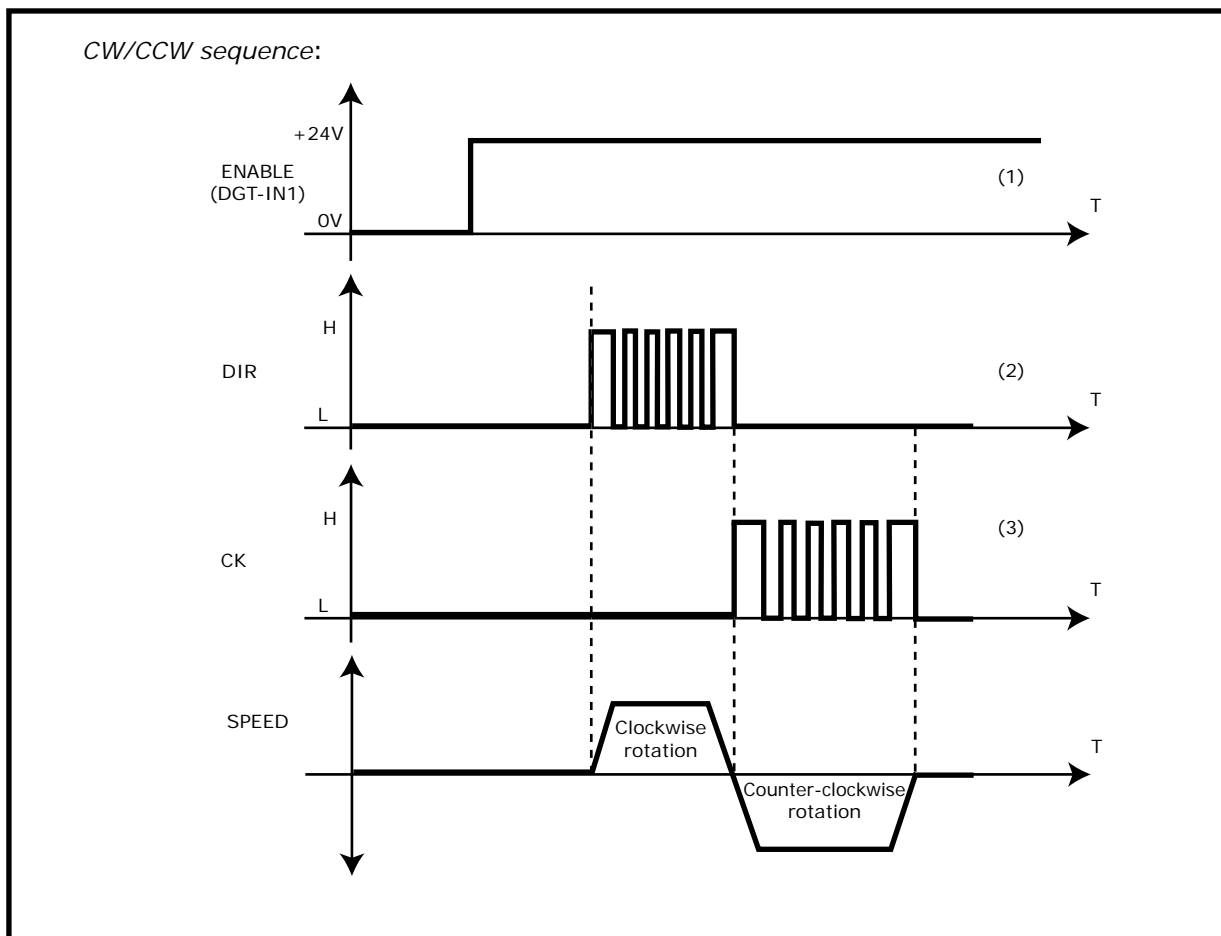 CW/CCW sequence:
+24V
ENABLE
(DGT-IN1)
(1)
T
0V
H
DIR
(2)
T
L
H
(3)
CK
T
L
SPEED
Clockwise
rotation
T
Counter-clockwise
rotation